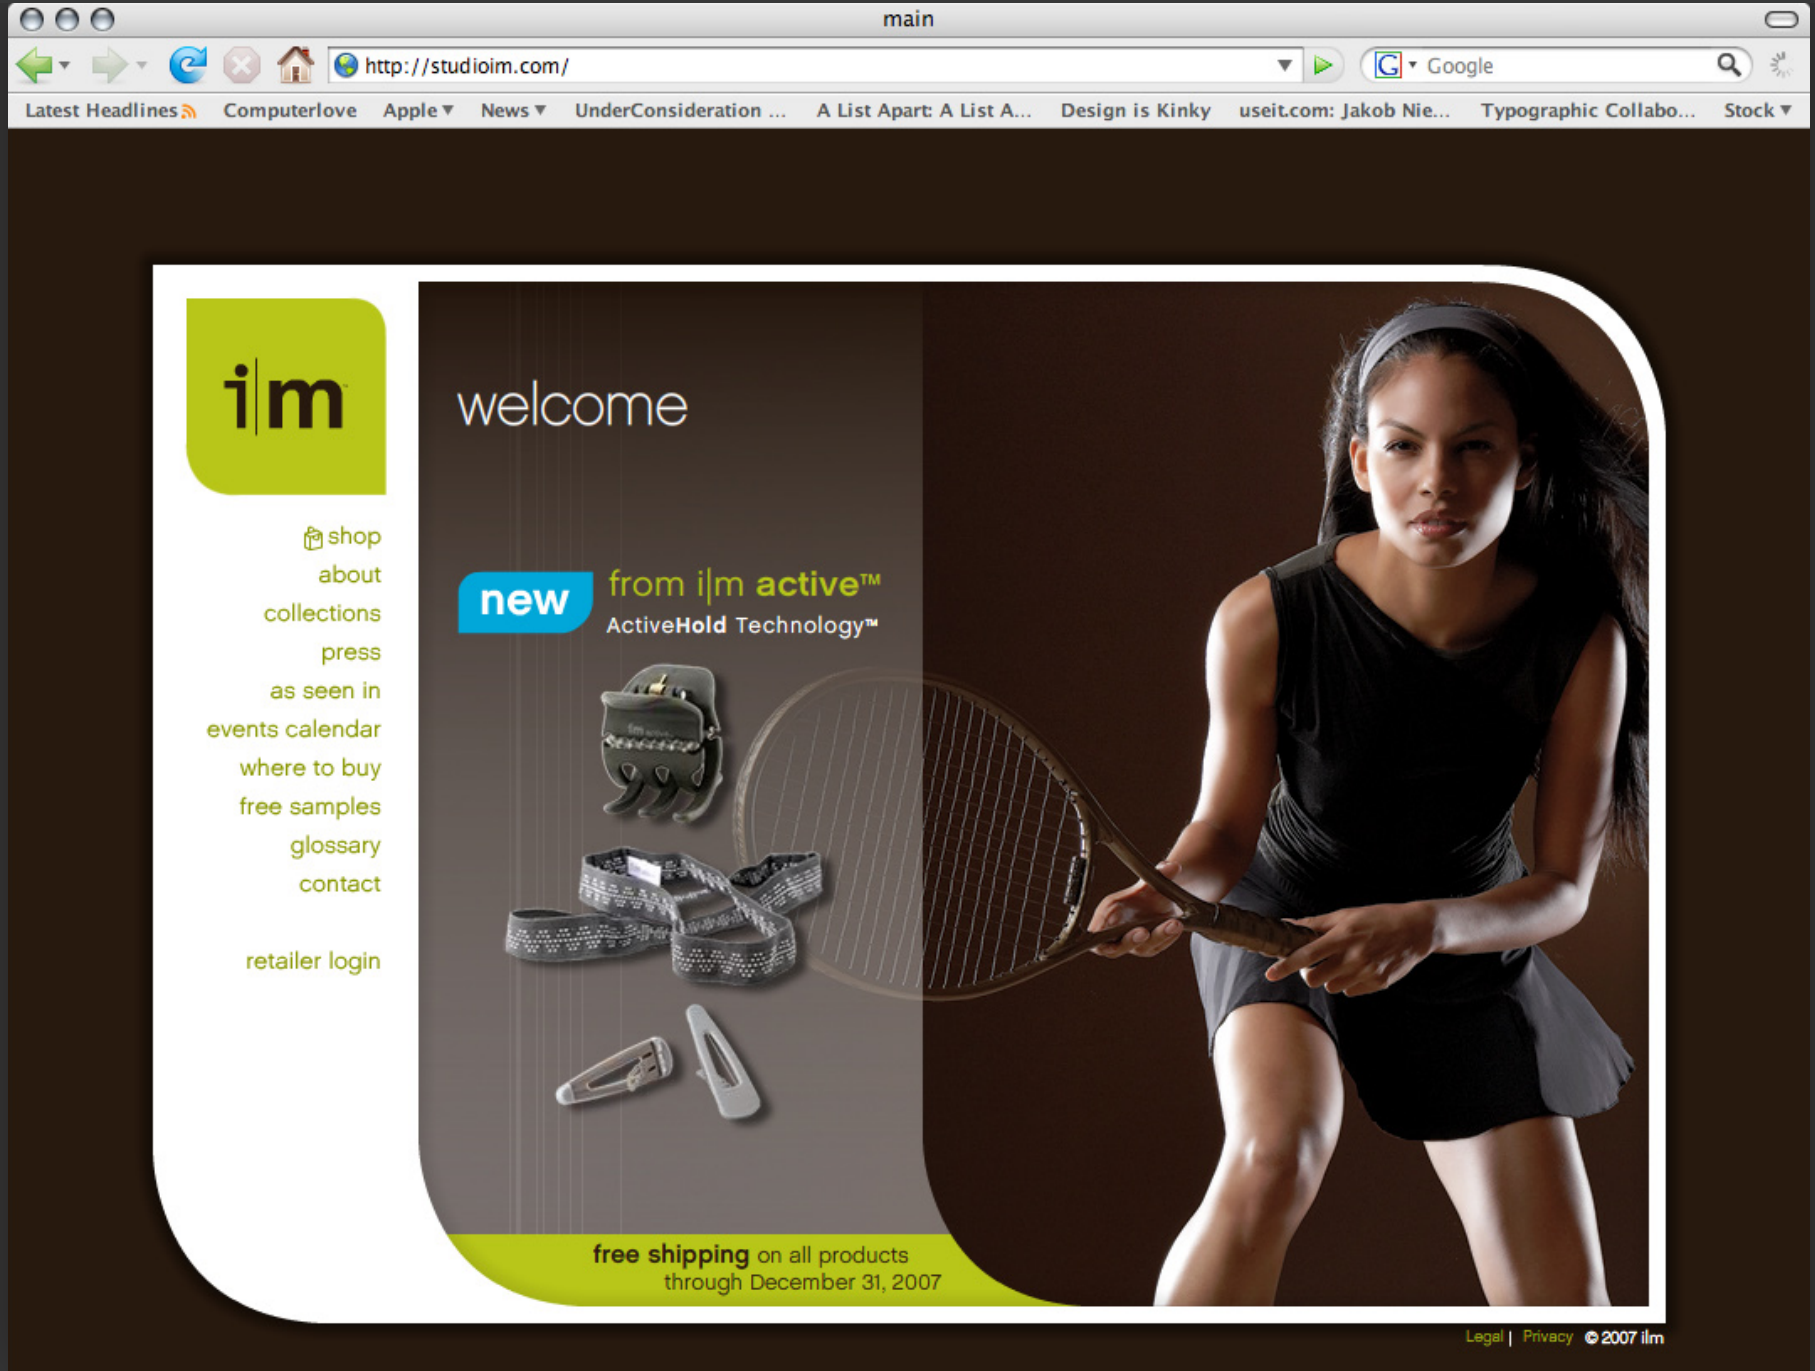 main
http://studioim.com/
Google
Latest Headlines
Computerlove
Apple
News
UnderConsideration ...
A List Apart: A List A...
Design is Kinky
useit.com: Jakob Nie...
Typographic Collabo...
Stock
i|m
shop
about
collections
press
as seen in
events calendar
where to buy
free samples
glossary
contact
retailer login
welcome
new
from i|m active™
ActiveHold Technology™
free shipping on all products
through December 31, 2007
Legal | Privacy © 2007 ilm